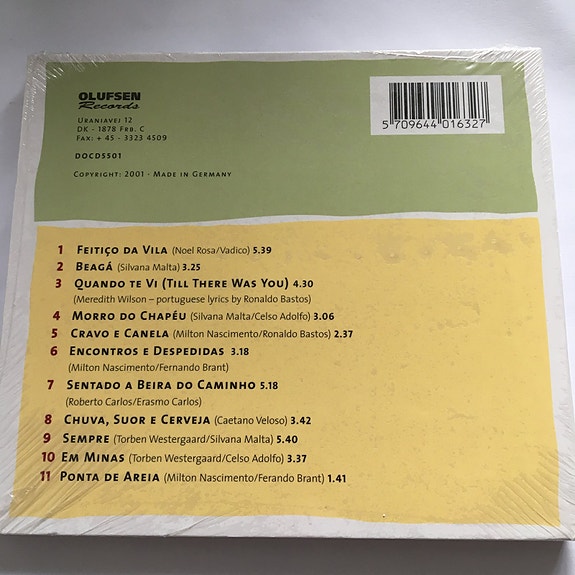 OLUFSEN
Records
URANIAVEJ 12
DK - 1878 FRB. C
FAX: + 45 - 3323 4509
DOCD5501
COPYRIGHT: 2001 · MADE IN GERMANY
5 709644 016327
1 FEITIÇO DA VILA (Noel Rosa/Vadico) 5.39
2 BEAGÁ (Silvana Malta) 3.25
3 QUANDO TE VI (TILL THERE WAS YOU) 4.30
(Meredith Wilson – portuguese lyrics by Ronaldo Bastos)
4 MORRO DO CHAPÉU (Silvana Malta/Celso Adolfo) 3.06
5 CRAVO E CANELA (Milton Nascimento/Ronaldo Bastos) 2.37
6 ENCONTROS E DESPEDIDAS 3.18
(Milton Nascimento/Fernando Brant)
7 SENTADO A BEIRA DO CAMINHO 5.18
(Roberto Carlos/Erasmo Carlos)
8 CHUVA, SUOR E CERVEJA (Caetano Veloso) 3.42
9 SEMPRE (Torben Westergaard/Silvana Malta) 5.40
10 EM MINAS (Torben Westergaard/Celso Adolfo) 3.37
11 PONTA DE AREIA (Milton Nascimento/Ferando Brant) 1.41